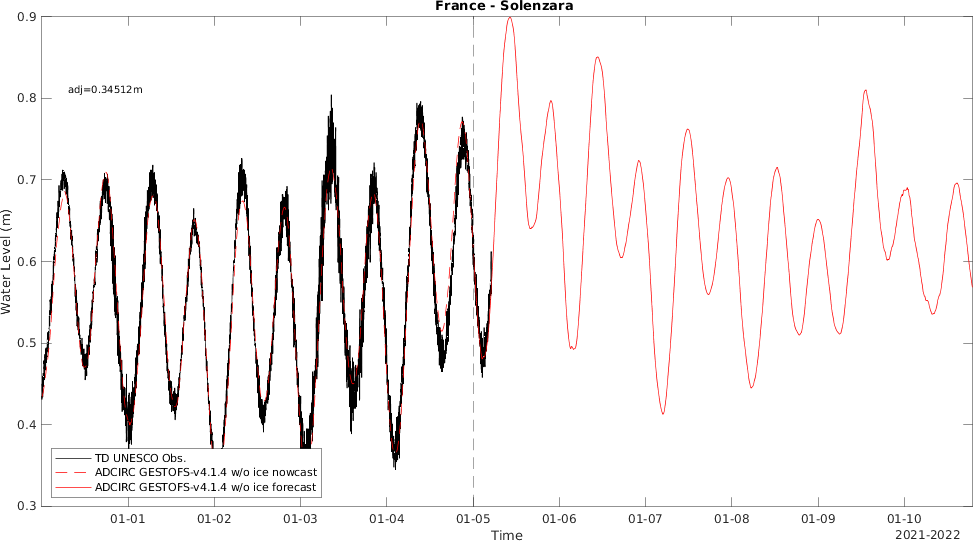 France - Solenzara
0.9
0.8
0.7
0.6
0.5
0.4
0.3
Water Level (m)
adj=0.34512m
TD UNESCO Obs.
ADCIRC GESTOFS-v4.1.4 w/o ice nowcast
ADCIRC GESTOFS-v4.1.4 w/o ice forecast
01-01 01-02 01-03 01-04 01-05 01-06 01-07 01-08 01-09 01-10
Time
2021-2022